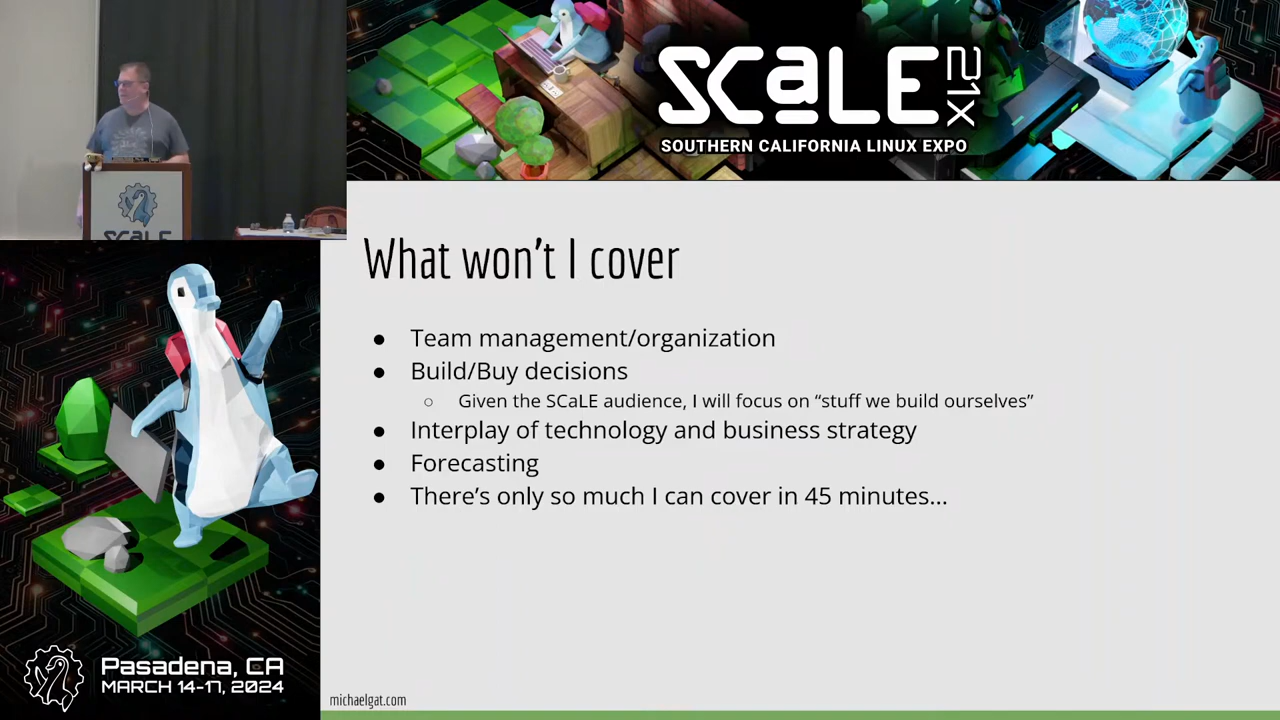 SCaLE 21X
SOUTHERN CALIFORNIA LINUX EXPO
SCALE
What won't I cover
● Team management/organization
● Build/Buy decisions
○ Given the SCaLE audience, I will focus on “stuff we build ourselves”
● Interplay of technology and business strategy
● Forecasting
● There's only so much I can cover in 45 minutes...
Pasadena, CA
MARCH 14-17, 2024
michaelgat.com